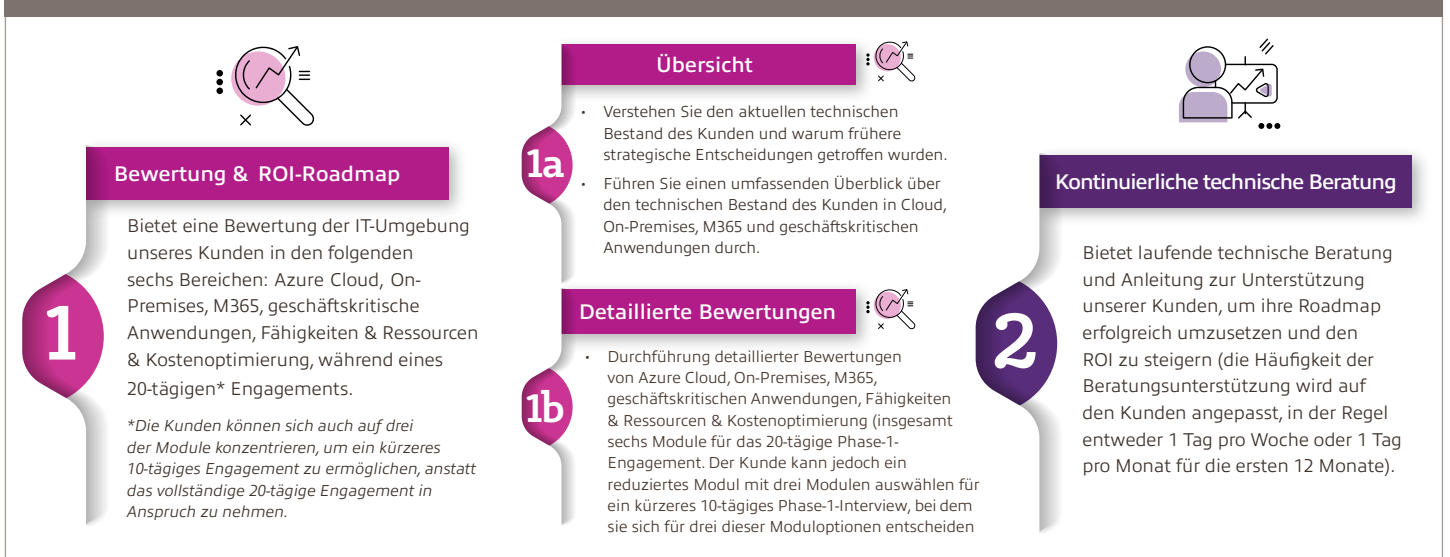 Bewertung & ROI-Roadmap
1
Bietet eine Bewertung der IT-Umgebung
unseres Kunden in den folgenden
sechs Bereichen: Azure Cloud, On-
Premises, M365, geschäftskritische
Anwendungen, Fähigkeiten & Ressourcen
& Kostenoptimierung, während eines
20-tägigen* Engagements.
*Die Kunden können sich auch auf drei
der Module konzentrieren, um ein kürzeres
10-tägiges Engagement zu ermöglichen, anstatt
das vollständige 20-tägige Engagement in
Anspruch zu nehmen.
Übersicht
1a
• Verstehen Sie den aktuellen technischen
Bestand des Kunden und warum frühere
strategische Entscheidungen getroffen wurden.
• Führen Sie einen umfassenden Überblick über
den technischen Bestand des Kunden in Cloud,
On-Premises, M365 und geschäftskritischen
Anwendungen durch.
Detaillierte Bewertungen
1b
• Durchführung detaillierter Bewertungen
von Azure Cloud, On-Premises, M365,
geschäftskritischen Anwendungen, Fähigkeiten
& Ressourcen & Kostenoptimierung (insgesamt
sechs Module für das 20-tägige Phase-1-
Engagement. Der Kunde kann jedoch ein
reduziertes Modul mit drei Modulen auswählen für
ein kürzeres 10-tägiges Phase-1-Interview, bei dem
sie sich für drei dieser Moduloptionen entscheiden
Kontinuierliche technische Beratung
2
Bietet laufende technische Beratung
und Anleitung zur Unterstützung
unserer Kunden, um ihre Roadmap
erfolgreich umzusetzen und den
ROI zu steigern (die Häufigkeit der
Beratungsunterstützung wird auf
den Kunden angepasst, in der Regel
entweder 1 Tag pro Woche oder 1 Tag
pro Monat für die ersten 12 Monate).